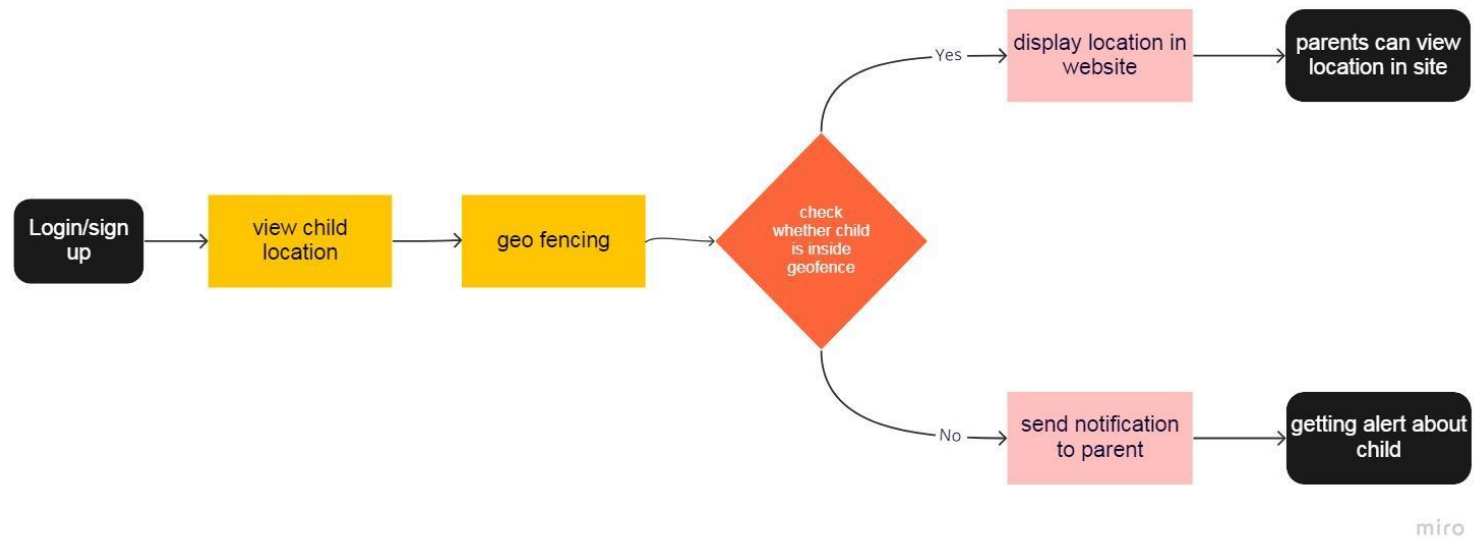 Login/sign
up
view child
location
geo fencing
check
whether child
is inside
geofence
Yes
display location in
website
parents can view
location in site
No
send notification
to parent
getting alert about
child
miro